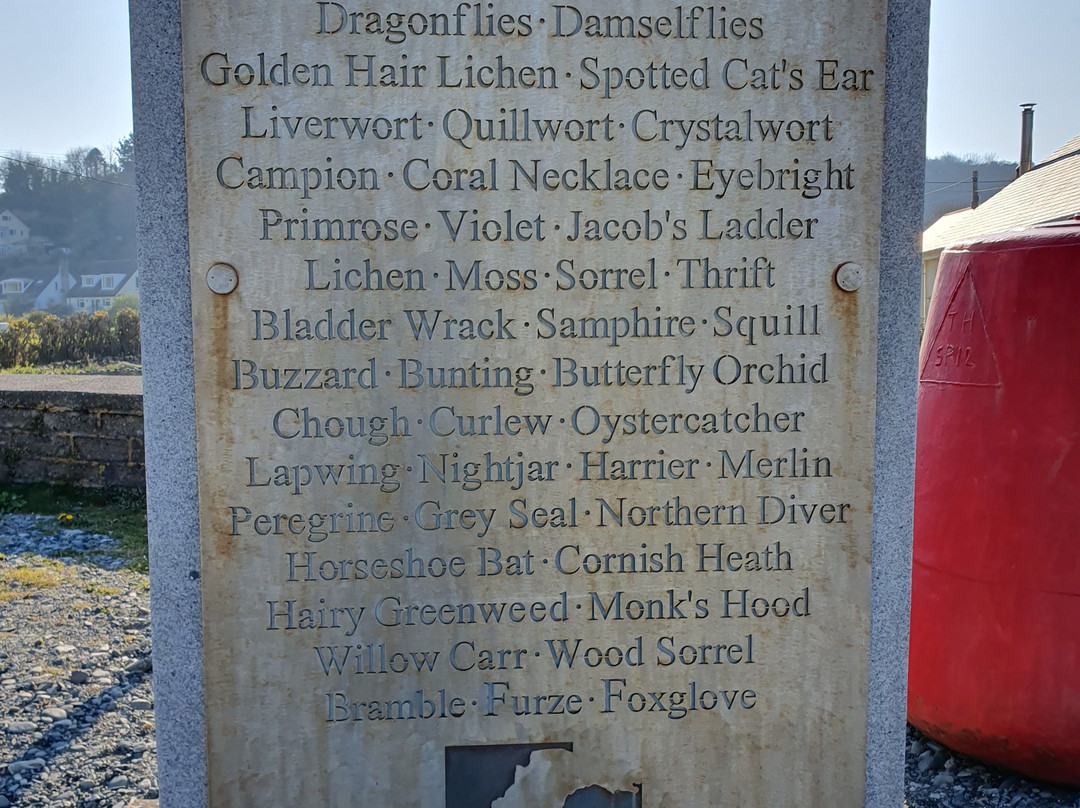 Dragonflies·Damselflies
Golden Hair Lichen·Spotted Cat's Ear
Liverwort·Quillwort·Crystalwort
Campion·Coral Necklace·Eyebright
Primrose·Violet·Jacob's Ladder
Lichen·Moss·Sorrel·Thrift
Bladder Wrack·Samphire·Squill
Buzzard·Bunting·Butterfly Orchid
Chough·Curlew·Oystercatcher
Lapwing·Nightjar·Harrier·Merlin
Peregrine·Grey Seal·Northern Diver
Horseshoe Bat·Cornish Heath
Hairy Greenweed·Monk's Hood
Willow Carr·Wood Sorrel
Bramble·Furze·Foxglove
TH